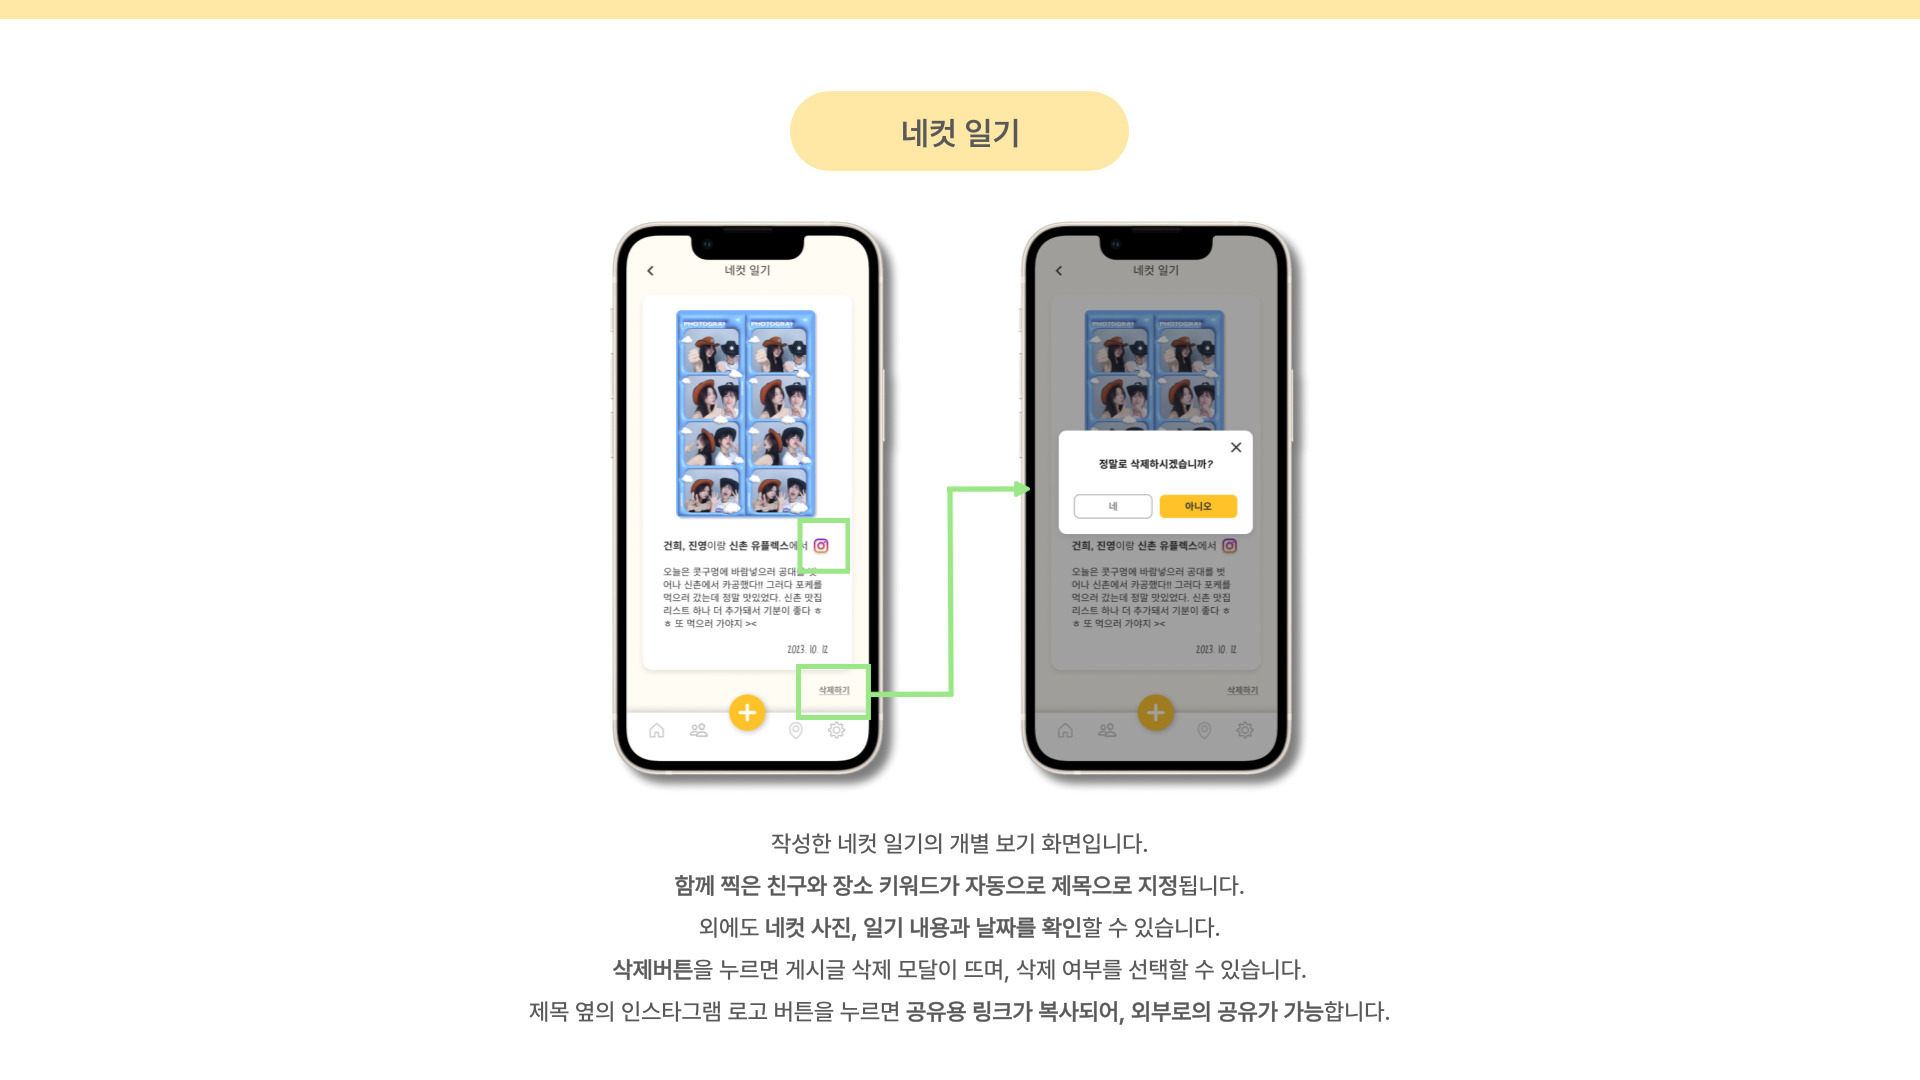 네컷 일기
네컷 일기
PHOTOGRA
PHOTOGRA
건희, 진영이랑 신촌 유플렉스에서
오늘은 콧구멍에 바람넣으러 공대를 벗
어나 신촌에서 카공했다!! 그러다 포케를
먹으러 갔는데 정말 맛있었다. 신촌 맛집
리스트 하나 더 추가돼서 기분이 좋다 ㅎ
ㅎ 또 먹으러 가야지 ><
2023. 10. 12
삭제하기
네컷 일기
PHOTOGRA
PHOTOGRA
정말로 삭제하시겠습니까?
네
아니오
건희, 진영이랑 신촌 유플렉스에서
오늘은 콧구멍에 바람넣으러 공대를 벗
어나 신촌에서 카공했다!! 그러다 포케를
먹으러 갔는데 정말 맛있었다. 신촌 맛집
리스트 하나 더 추가돼서 기분이 좋다 ㅎ
ㅎ 또 먹으러 가야지 ><
2023. 10. 12
삭제하기
작성한 네컷 일기의 개별 보기 화면입니다.
함께 찍은 친구와 장소 키워드가 자동으로 제목으로 지정됩니다.
외에도 네컷 사진, 일기 내용과 날짜를 확인할 수 있습니다.
삭제버튼을 누르면 게시글 삭제 모달이 뜨며, 삭제 여부를 선택할 수 있습니다.
제목 옆의 인스타그램 로고 버튼을 누르면 공유용 링크가 복사되어, 외부로의 공유가 가능합니다.